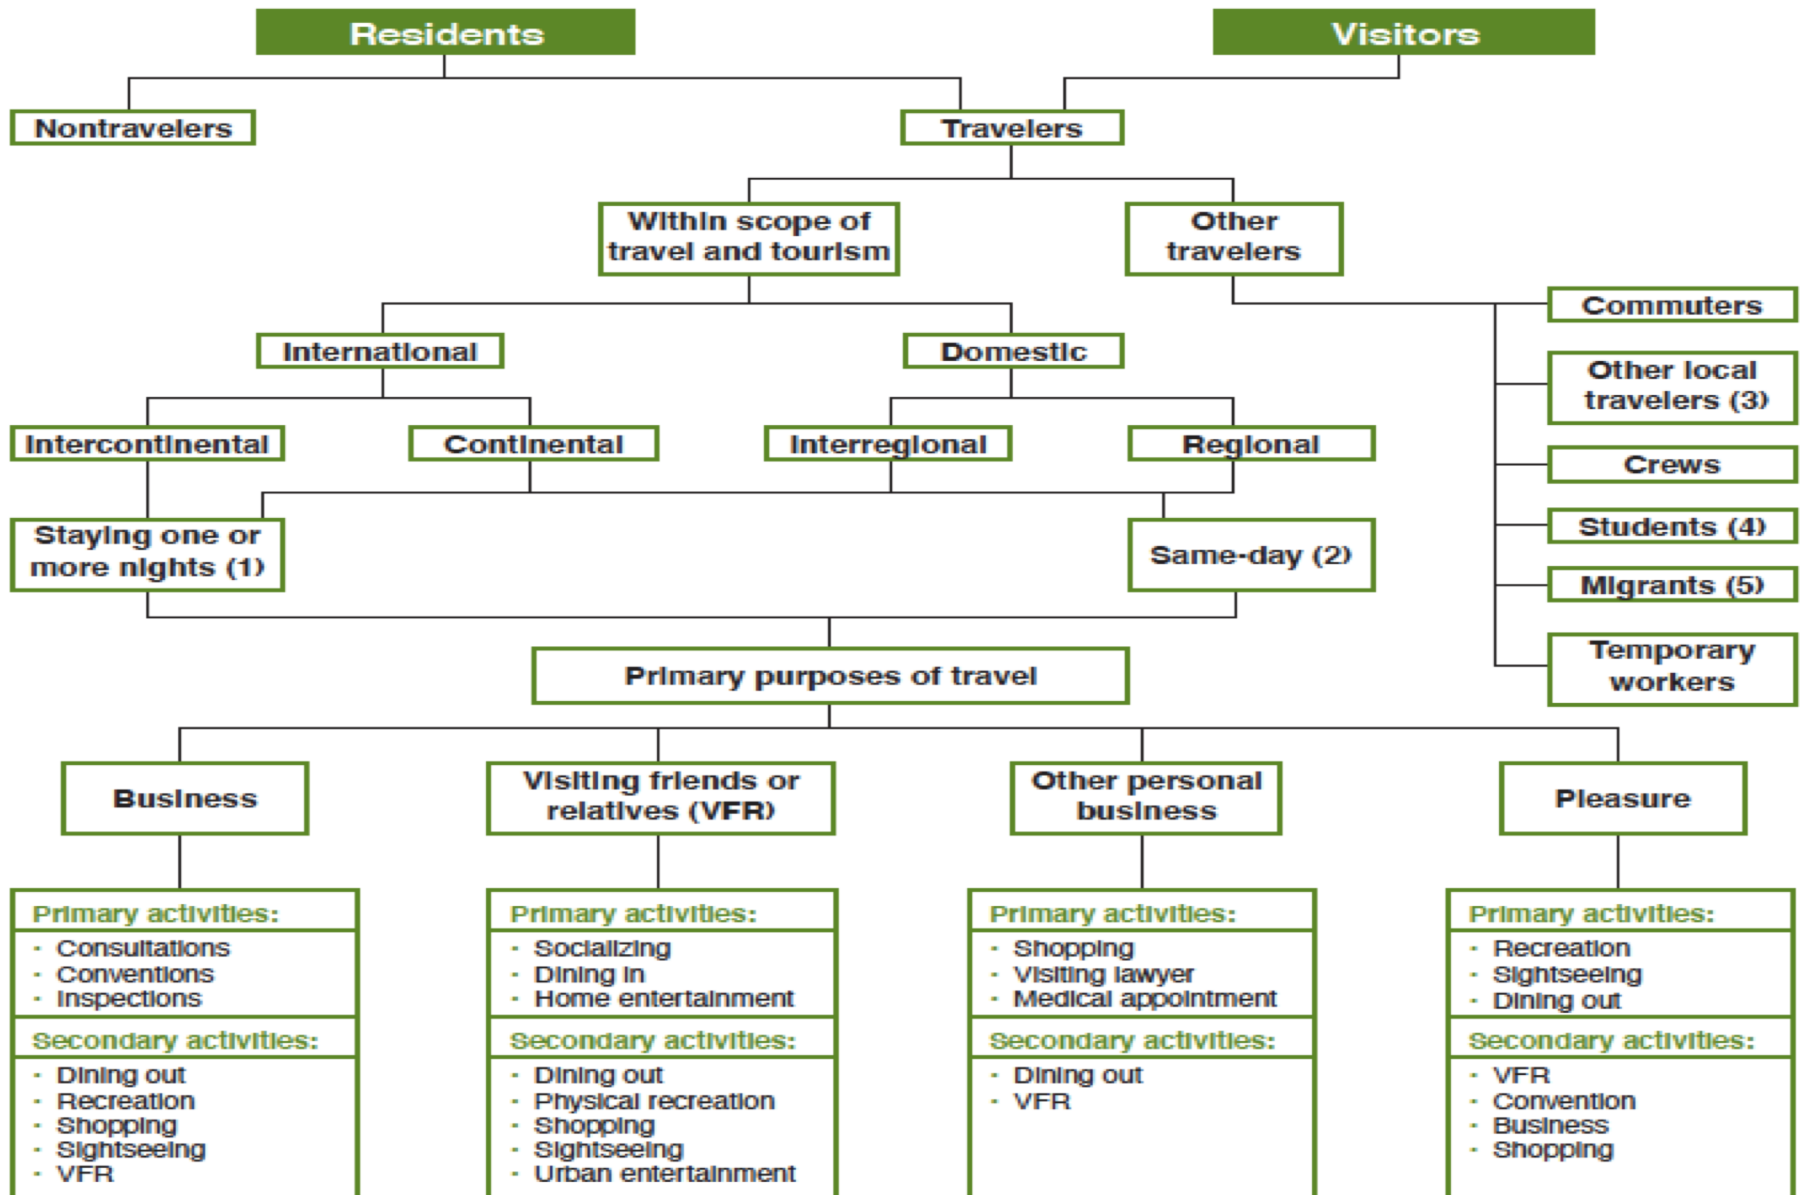 Residents
Visitors
Nontravelers
Travelers
Within scope of
travel and tourism
Other
travelers
Commuters
International
Domestic
Other local
travelers (3)
Intercontinental
Continental
Interregional
Regional
Crews
Staying one or
more nights (1)
Same-day (2)
Students (4)
Migrants (5)
Temporary
workers
Primary purposes of travel
Business
Visiting friends or
relatives (VFR)
Other personal
business
Pleasure
Primary activities:
· Consultations
· Conventions
· Inspections
Secondary activities:
· Dining out
· Recreation
· Shopping
· Sightseeing
· VFR
Primary activities:
· Socializing
· Dining in
· Home entertainment
Secondary activities:
· Dining out
· Physical recreation
· Shopping
· Sightseeing
· Urban entertainment
Primary activities:
· Shopping
· Visiting lawyer
· Medical appointment
Secondary activities:
· Dining out
· VFR
Primary activities:
· Recreation
· Sightseeing
· Dining out
Secondary activities:
· VFR
· Convention
· Business
· Shopping